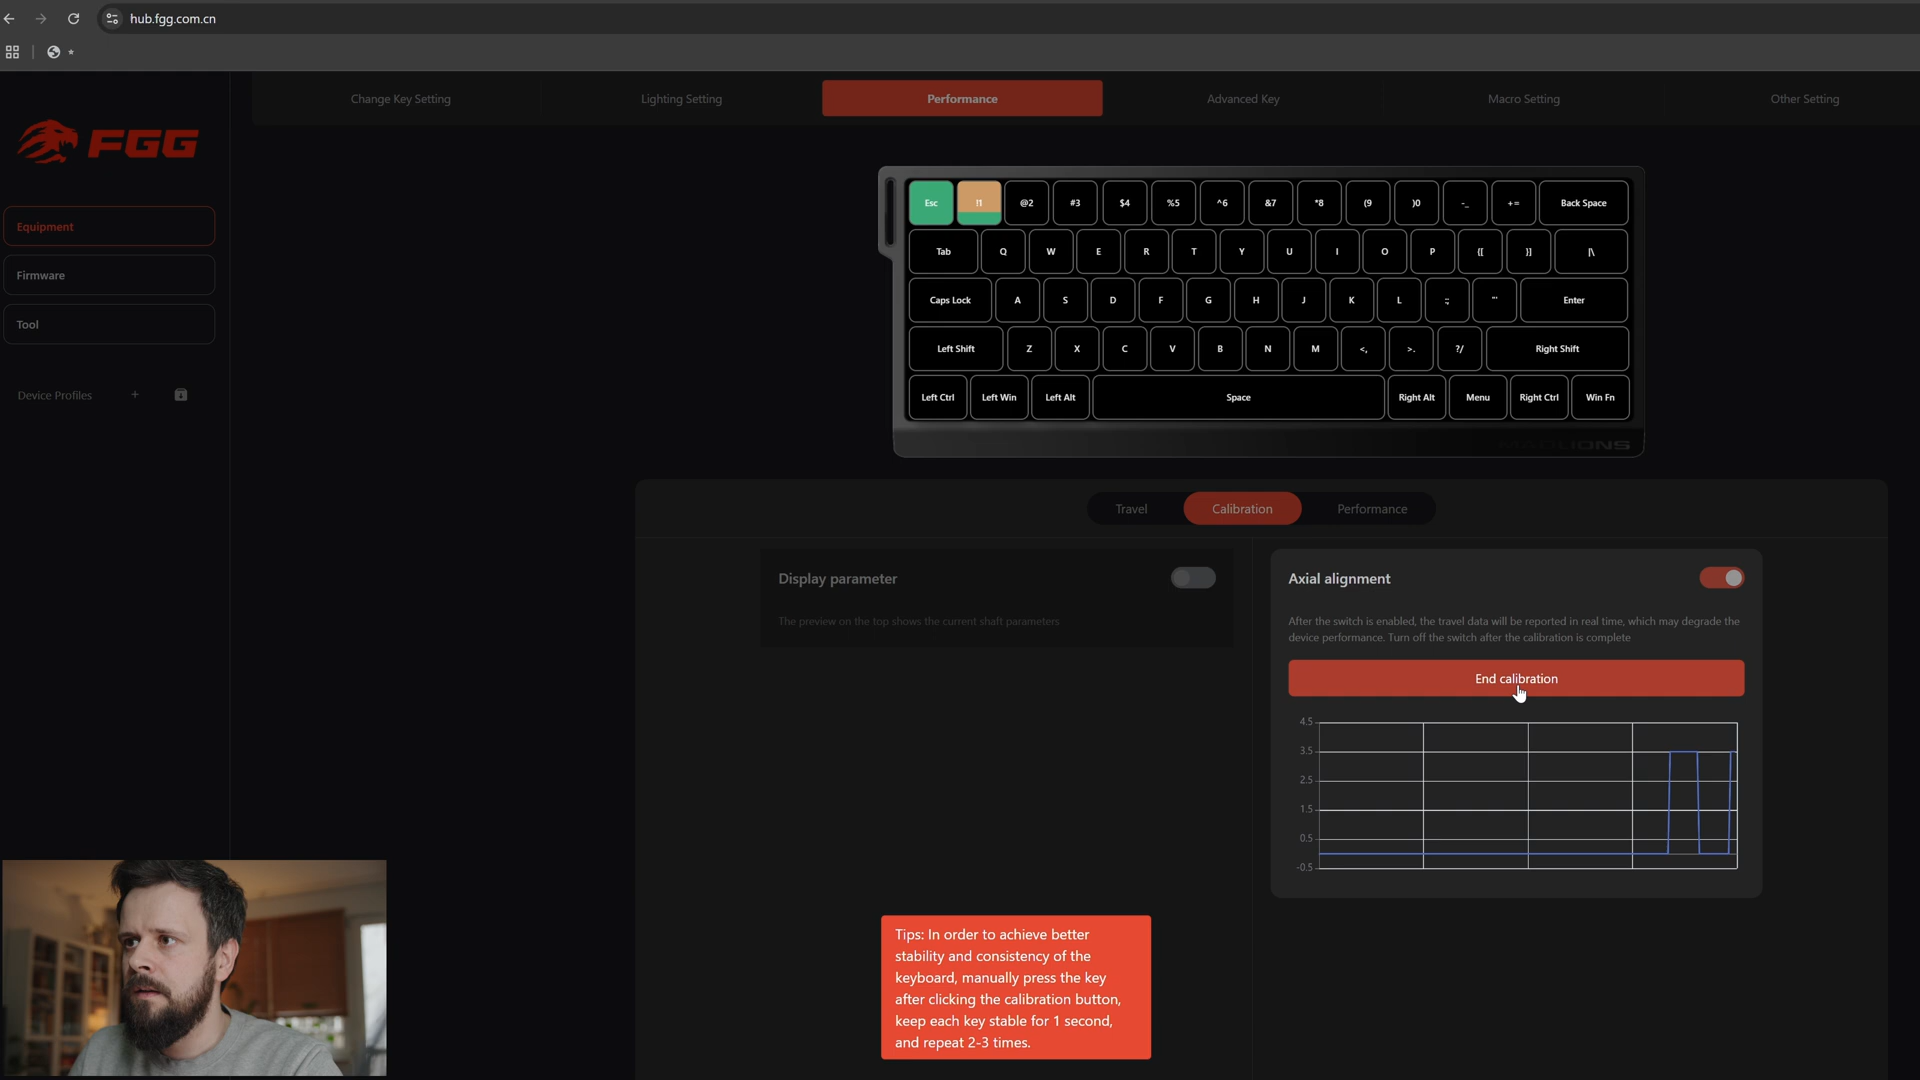 hub.fgg.com.cn
Change Key Setting
Lighting Setting
Performance
Advanced Key
Macro Setting
Other Setting
FGG
Equipment
Firmware
Tool
Device Profiles +
Esc !1 @2 #3 $4 %5 ^6 &7 *8 (9 )0 -_ += Back Space
Tab Q W E R T Y U I O P {[ }] |\
Caps Lock A S D F G H J K L :; "' Enter
Left Shift Z X C V B N M <, >. ?/ Right Shift
Left Ctrl Left Win Left Alt Space Right Alt Menu Right Ctrl Win Fn
MADLIONS
Travel
Calibration
Performance
Display parameter
The preview on the top shows the current shaft parameters
Axial alignment
After the switch is enabled, the travel data will be reported in real time, which may degrade the
device performance. Turn off the switch after the calibration is complete
End calibration
4.5
3.5
2.5
1.5
0.5
-0.5
Tips: In order to achieve better
stability and consistency of the
keyboard, manually press the key
after clicking the calibration button,
keep each key stable for 1 second,
and repeat 2-3 times.